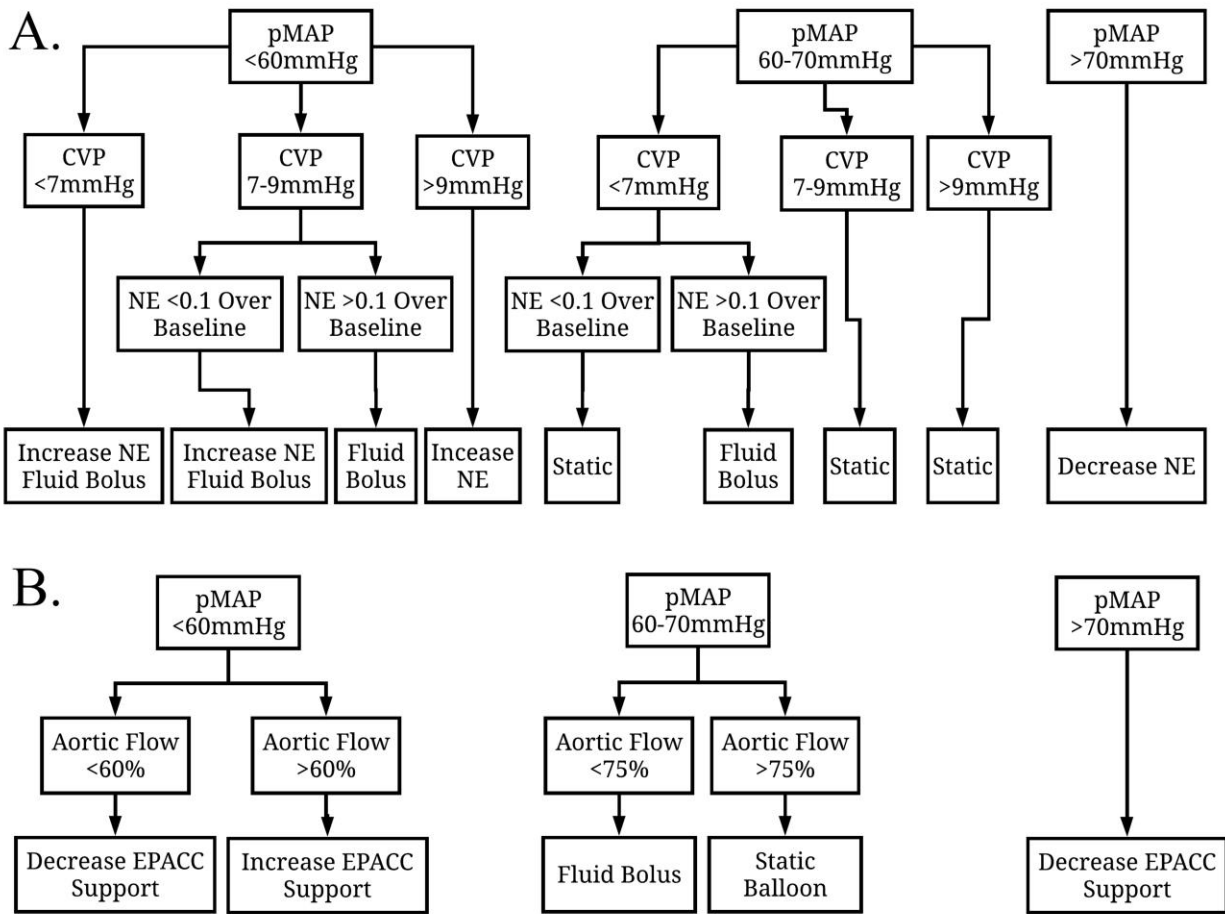 A.
pMAP
<60mmHg
pMAP
60-70mmHg
pMAP
>70mmHg
CVP
<7mmHg
CVP
7-9mmHg
CVP
>9mmHg
CVP
<7mmHg
CVP
7-9mmHg
CVP
>9mmHg
NE <0.1 Over
Baseline
NE >0.1 Over
Baseline
NE <0.1 Over
Baseline
NE >0.1 Over
Baseline
Increase NE
Fluid Bolus
Increase NE
Fluid Bolus
Fluid
Bolus
Incease
NE
Static
Fluid
Bolus
Static
Static
Decrease NE
B.
pMAP
<60mmHg
pMAP
60-70mmHg
pMAP
>70mmHg
Aortic Flow
<60%
Aortic Flow
>60%
Aortic Flow
<75%
Aortic Flow
>75%
Decrease EPACC
Support
Increase EPACC
Support
Fluid Bolus
Static
Balloon
Decrease EPACC
Support